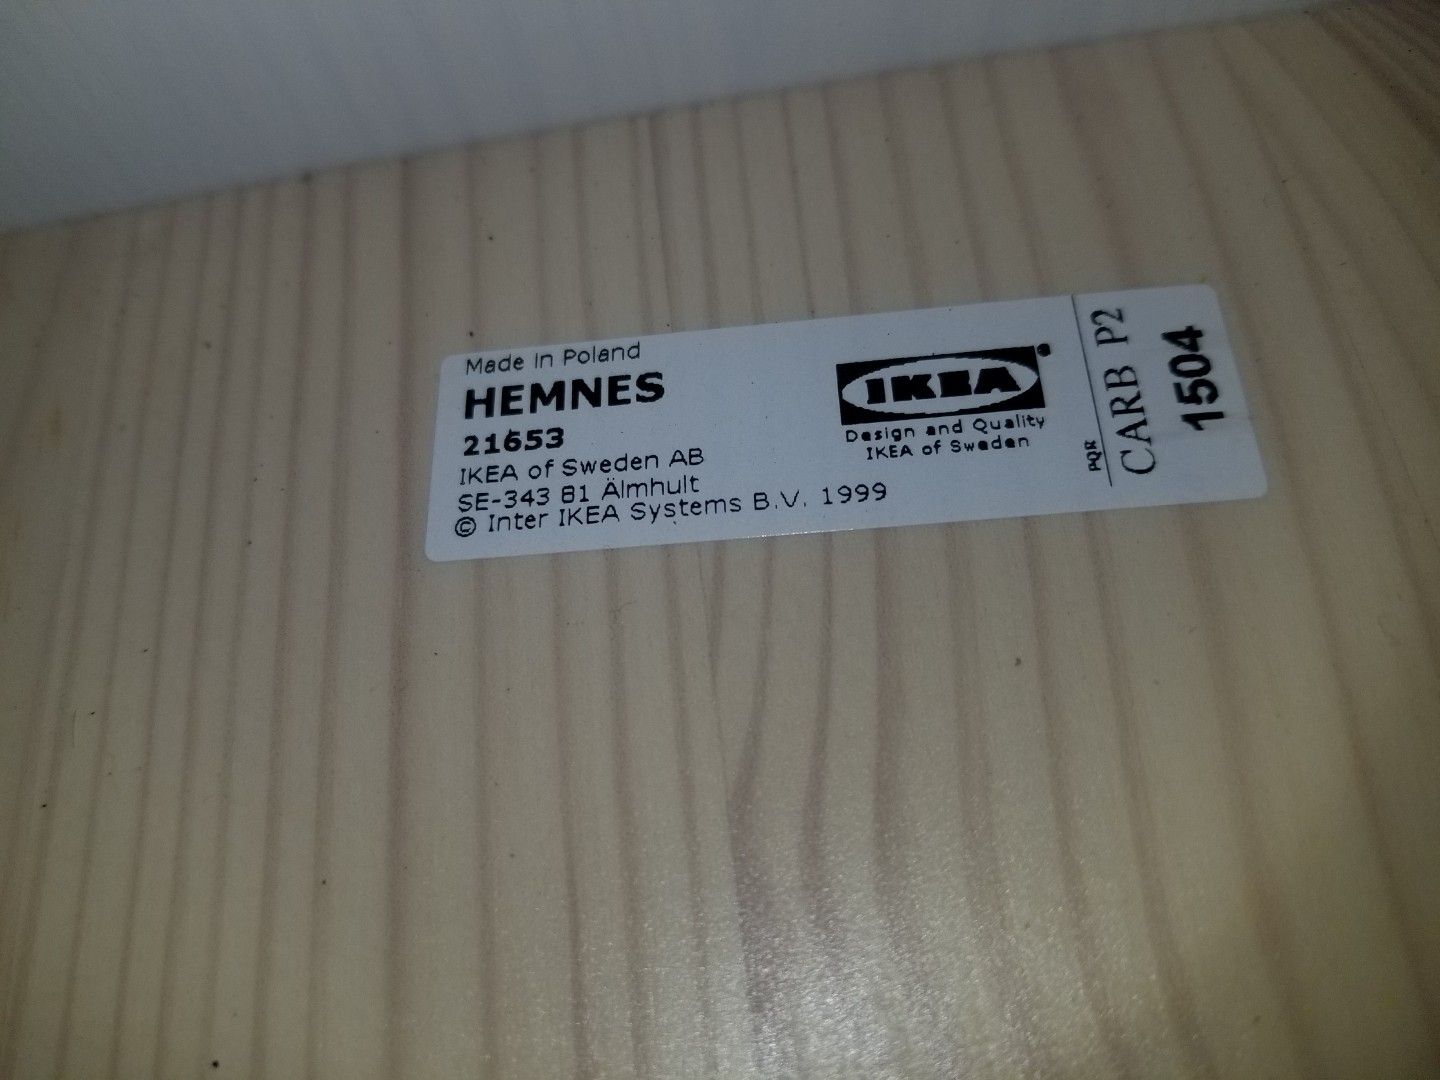 Made in Poland
HEMNES
21653
IKEA of Sweden AB
SE-343 81 Älmhult
© Inter IKEA Systems B.V. 1999
IKEA
Design and Quality
IKEA of Sweden
PQR
CARB P2
1504